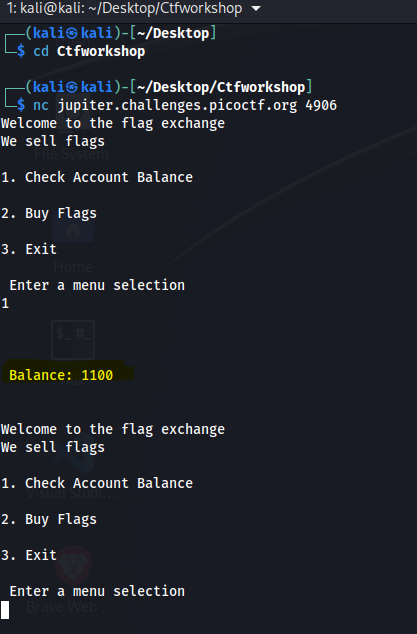 1: kali@kali: ~/Desktop/Ctfworkshop
(kali㉿kali)-[~/Desktop]
$ cd Ctfworkshop
(kali㉿kali)-[~/Desktop/Ctfworkshop]
$ nc jupiter.challenges.picoctf.org 4906
Welcome to the flag exchange
File System
We sell flags
1. Check Account Balance
2. Buy Flags
3. Exit
Home
Enter a menu selection
1
$_ #_
Balance: 1100
Welcome to the flag exchange
We sell flags
1. Check Account Balance
Visual Studi...
2. Buy Flags
3. Exit
Enter a menu selection
Brave Web ...